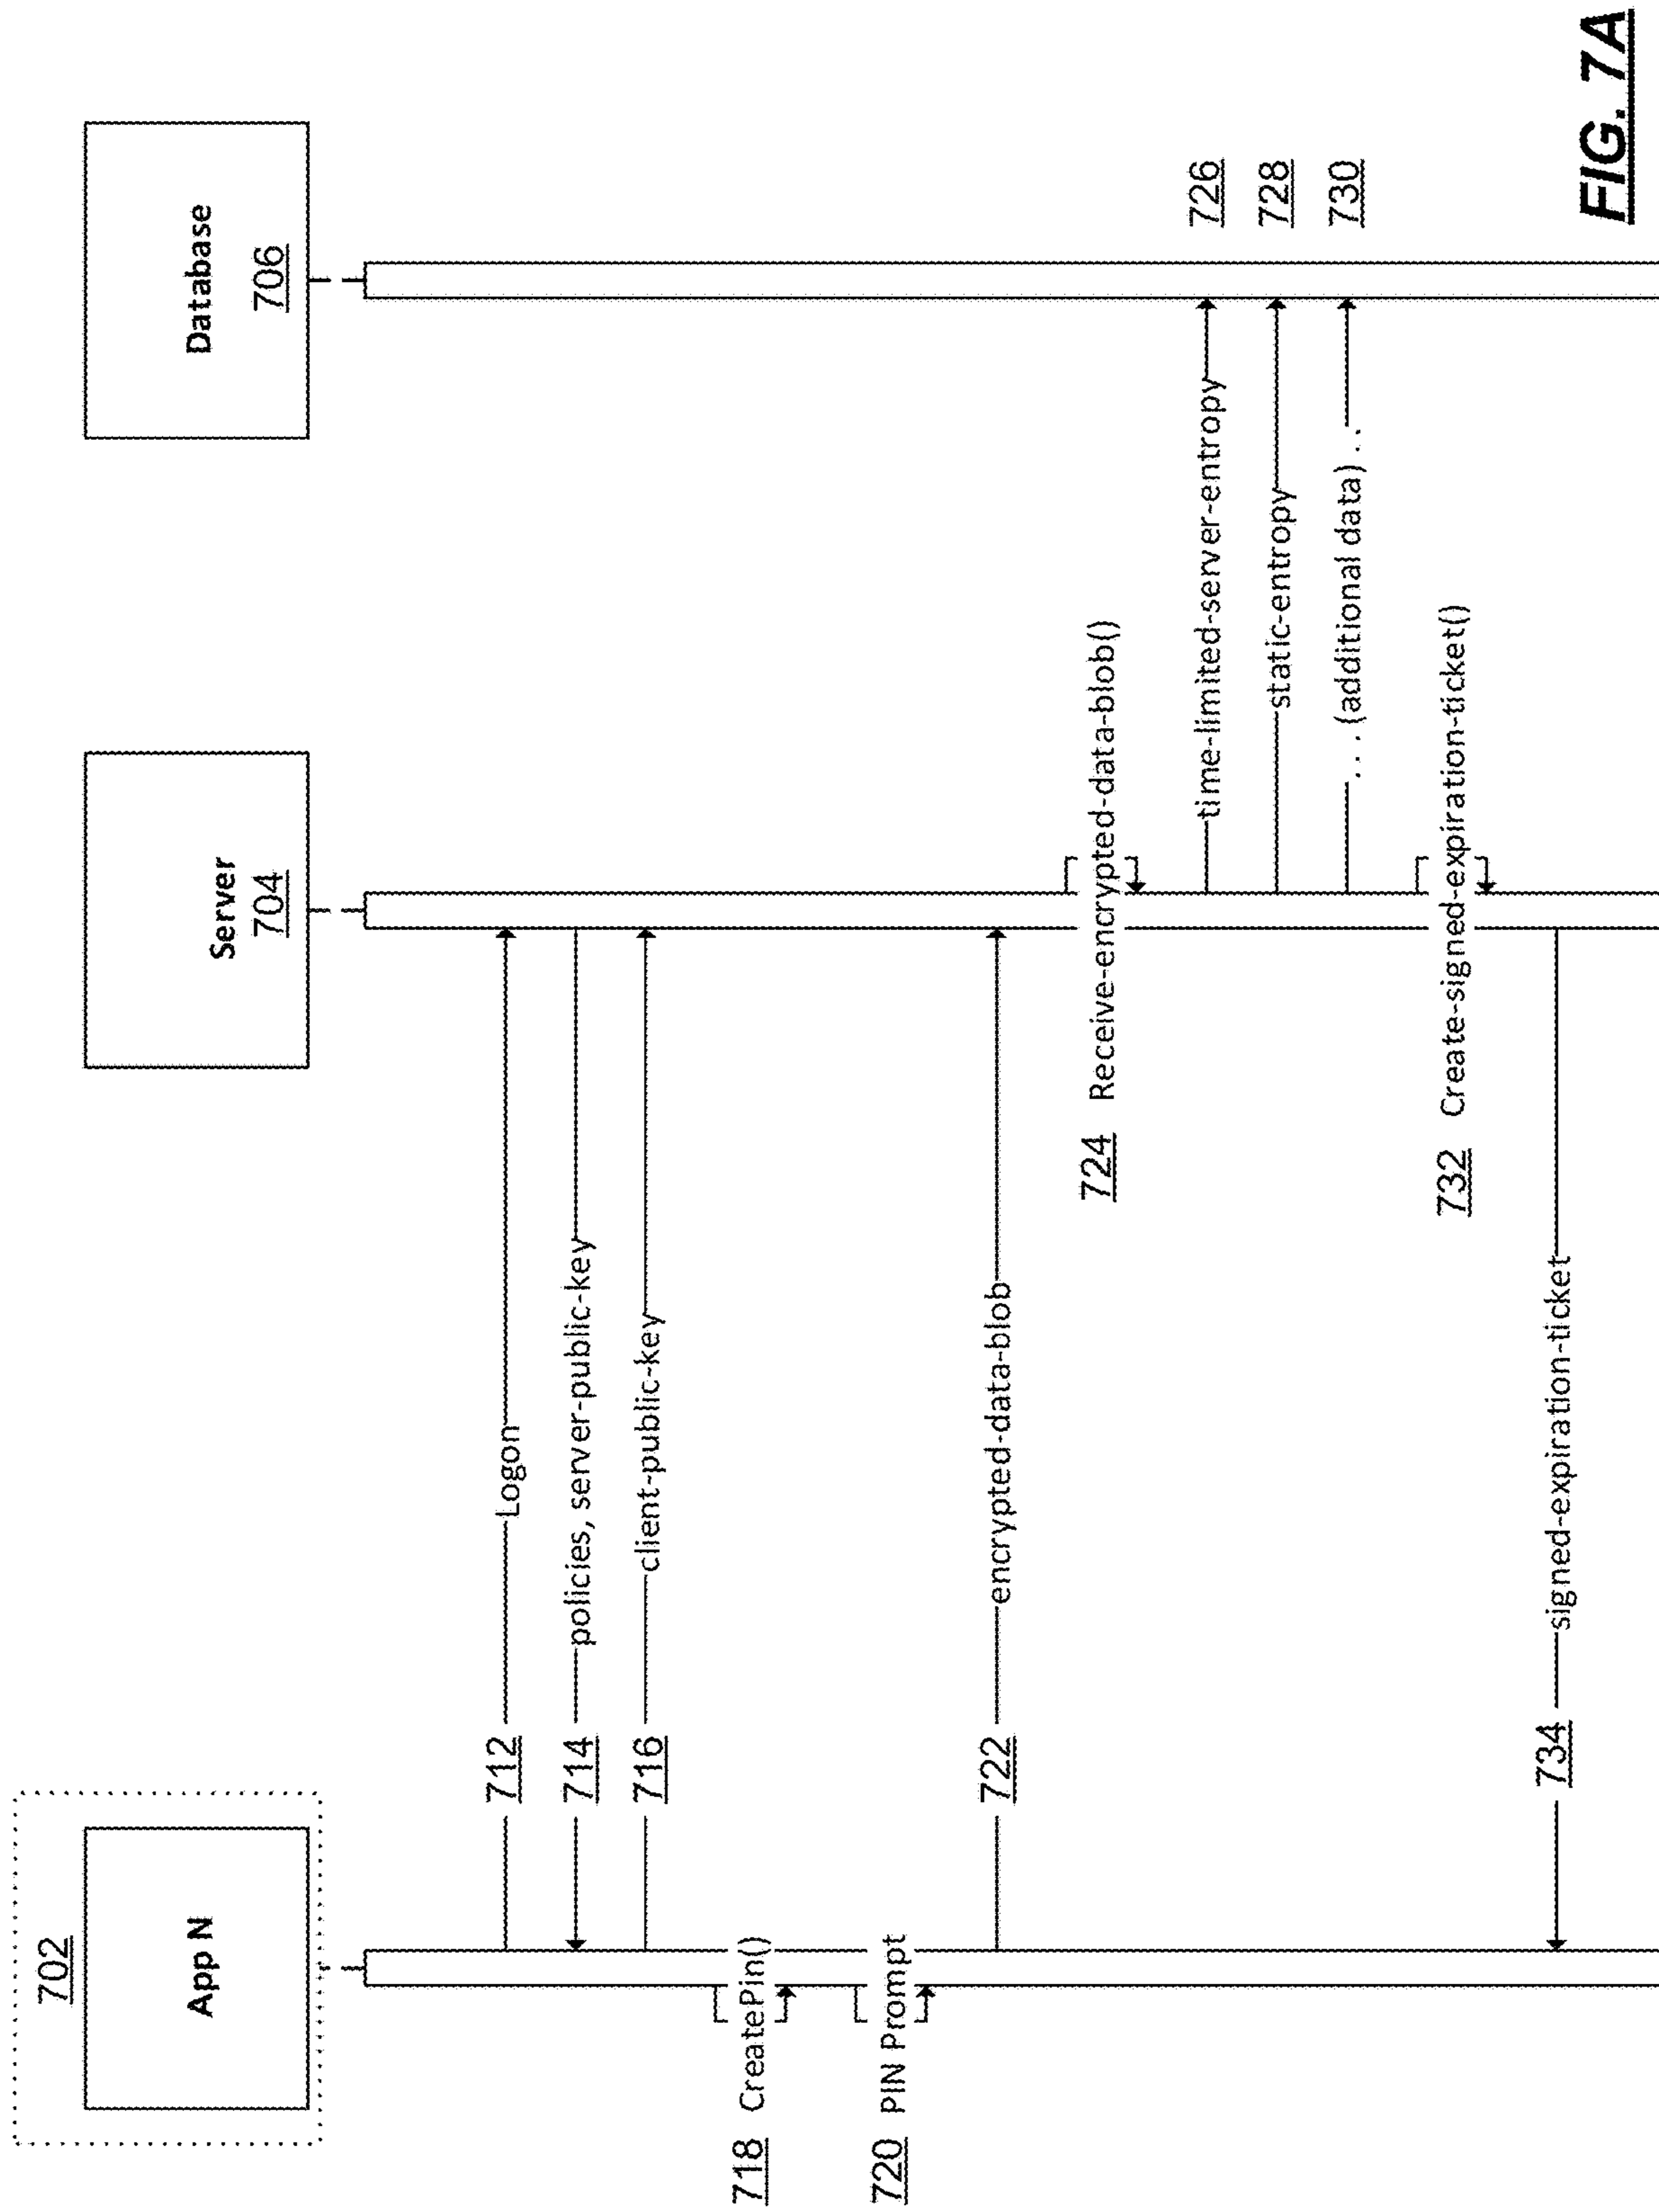 702
App N
Server
704
Database
706
712
Logon
714
policies, server-public-key
716
client-public-key
718 CreatePin()
720 PIN Prompt
722
encrypted-data-blob
724 Receive-encrypted-data-blob()
time-limited-server-entropy
726
static-entropy
728
. . . (additional data) . . .
730
732 Create-signed-expiration-ticket()
734
signed-expiration-ticket
FIG. 7A